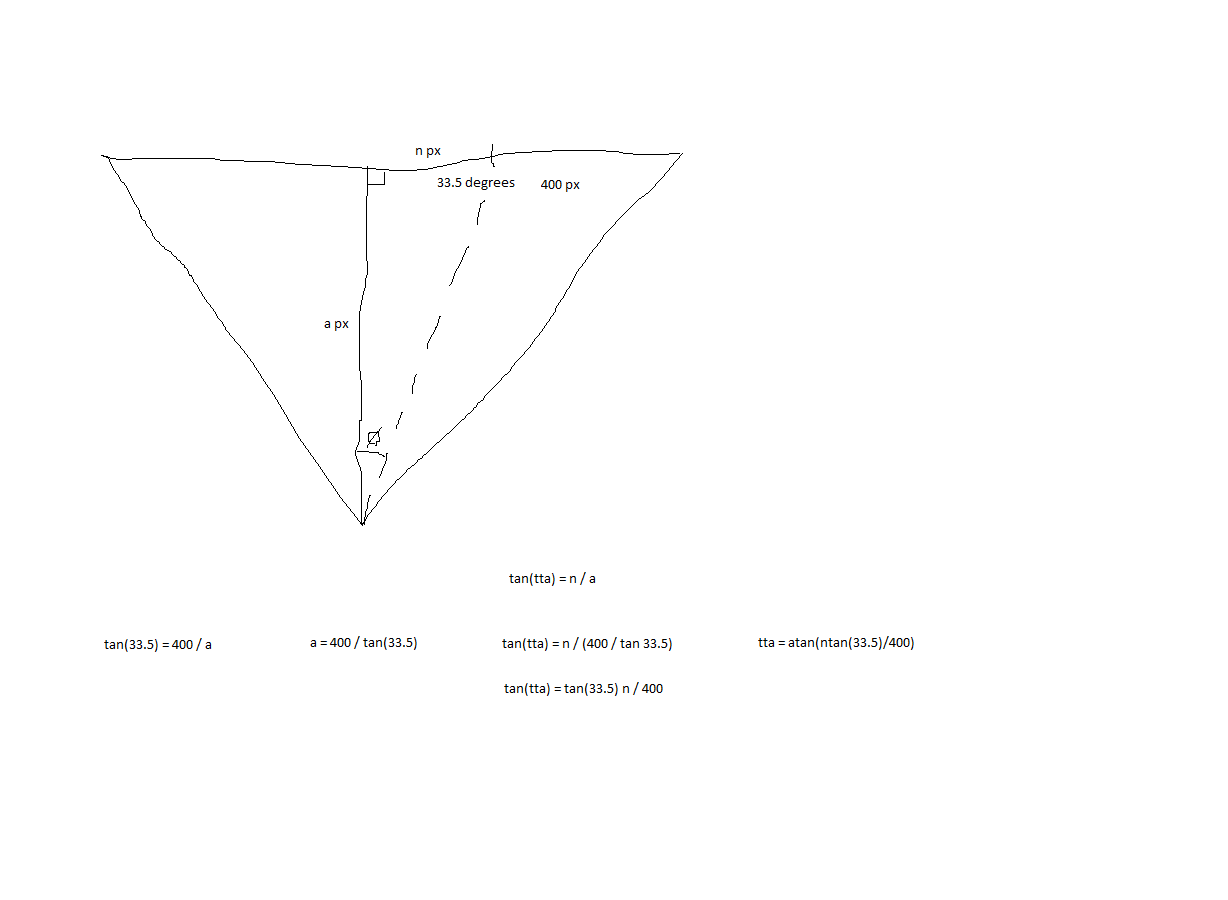 n px
33.5 degrees
400 px
a px
tan(tta) = n / a
tan(33.5) = 400 / a
a = 400 / tan(33.5)
tan(tta) = n / (400 / tan 33.5)
tta = atan(ntan(33.5)/400)
tan(tta) = tan(33.5) n / 400